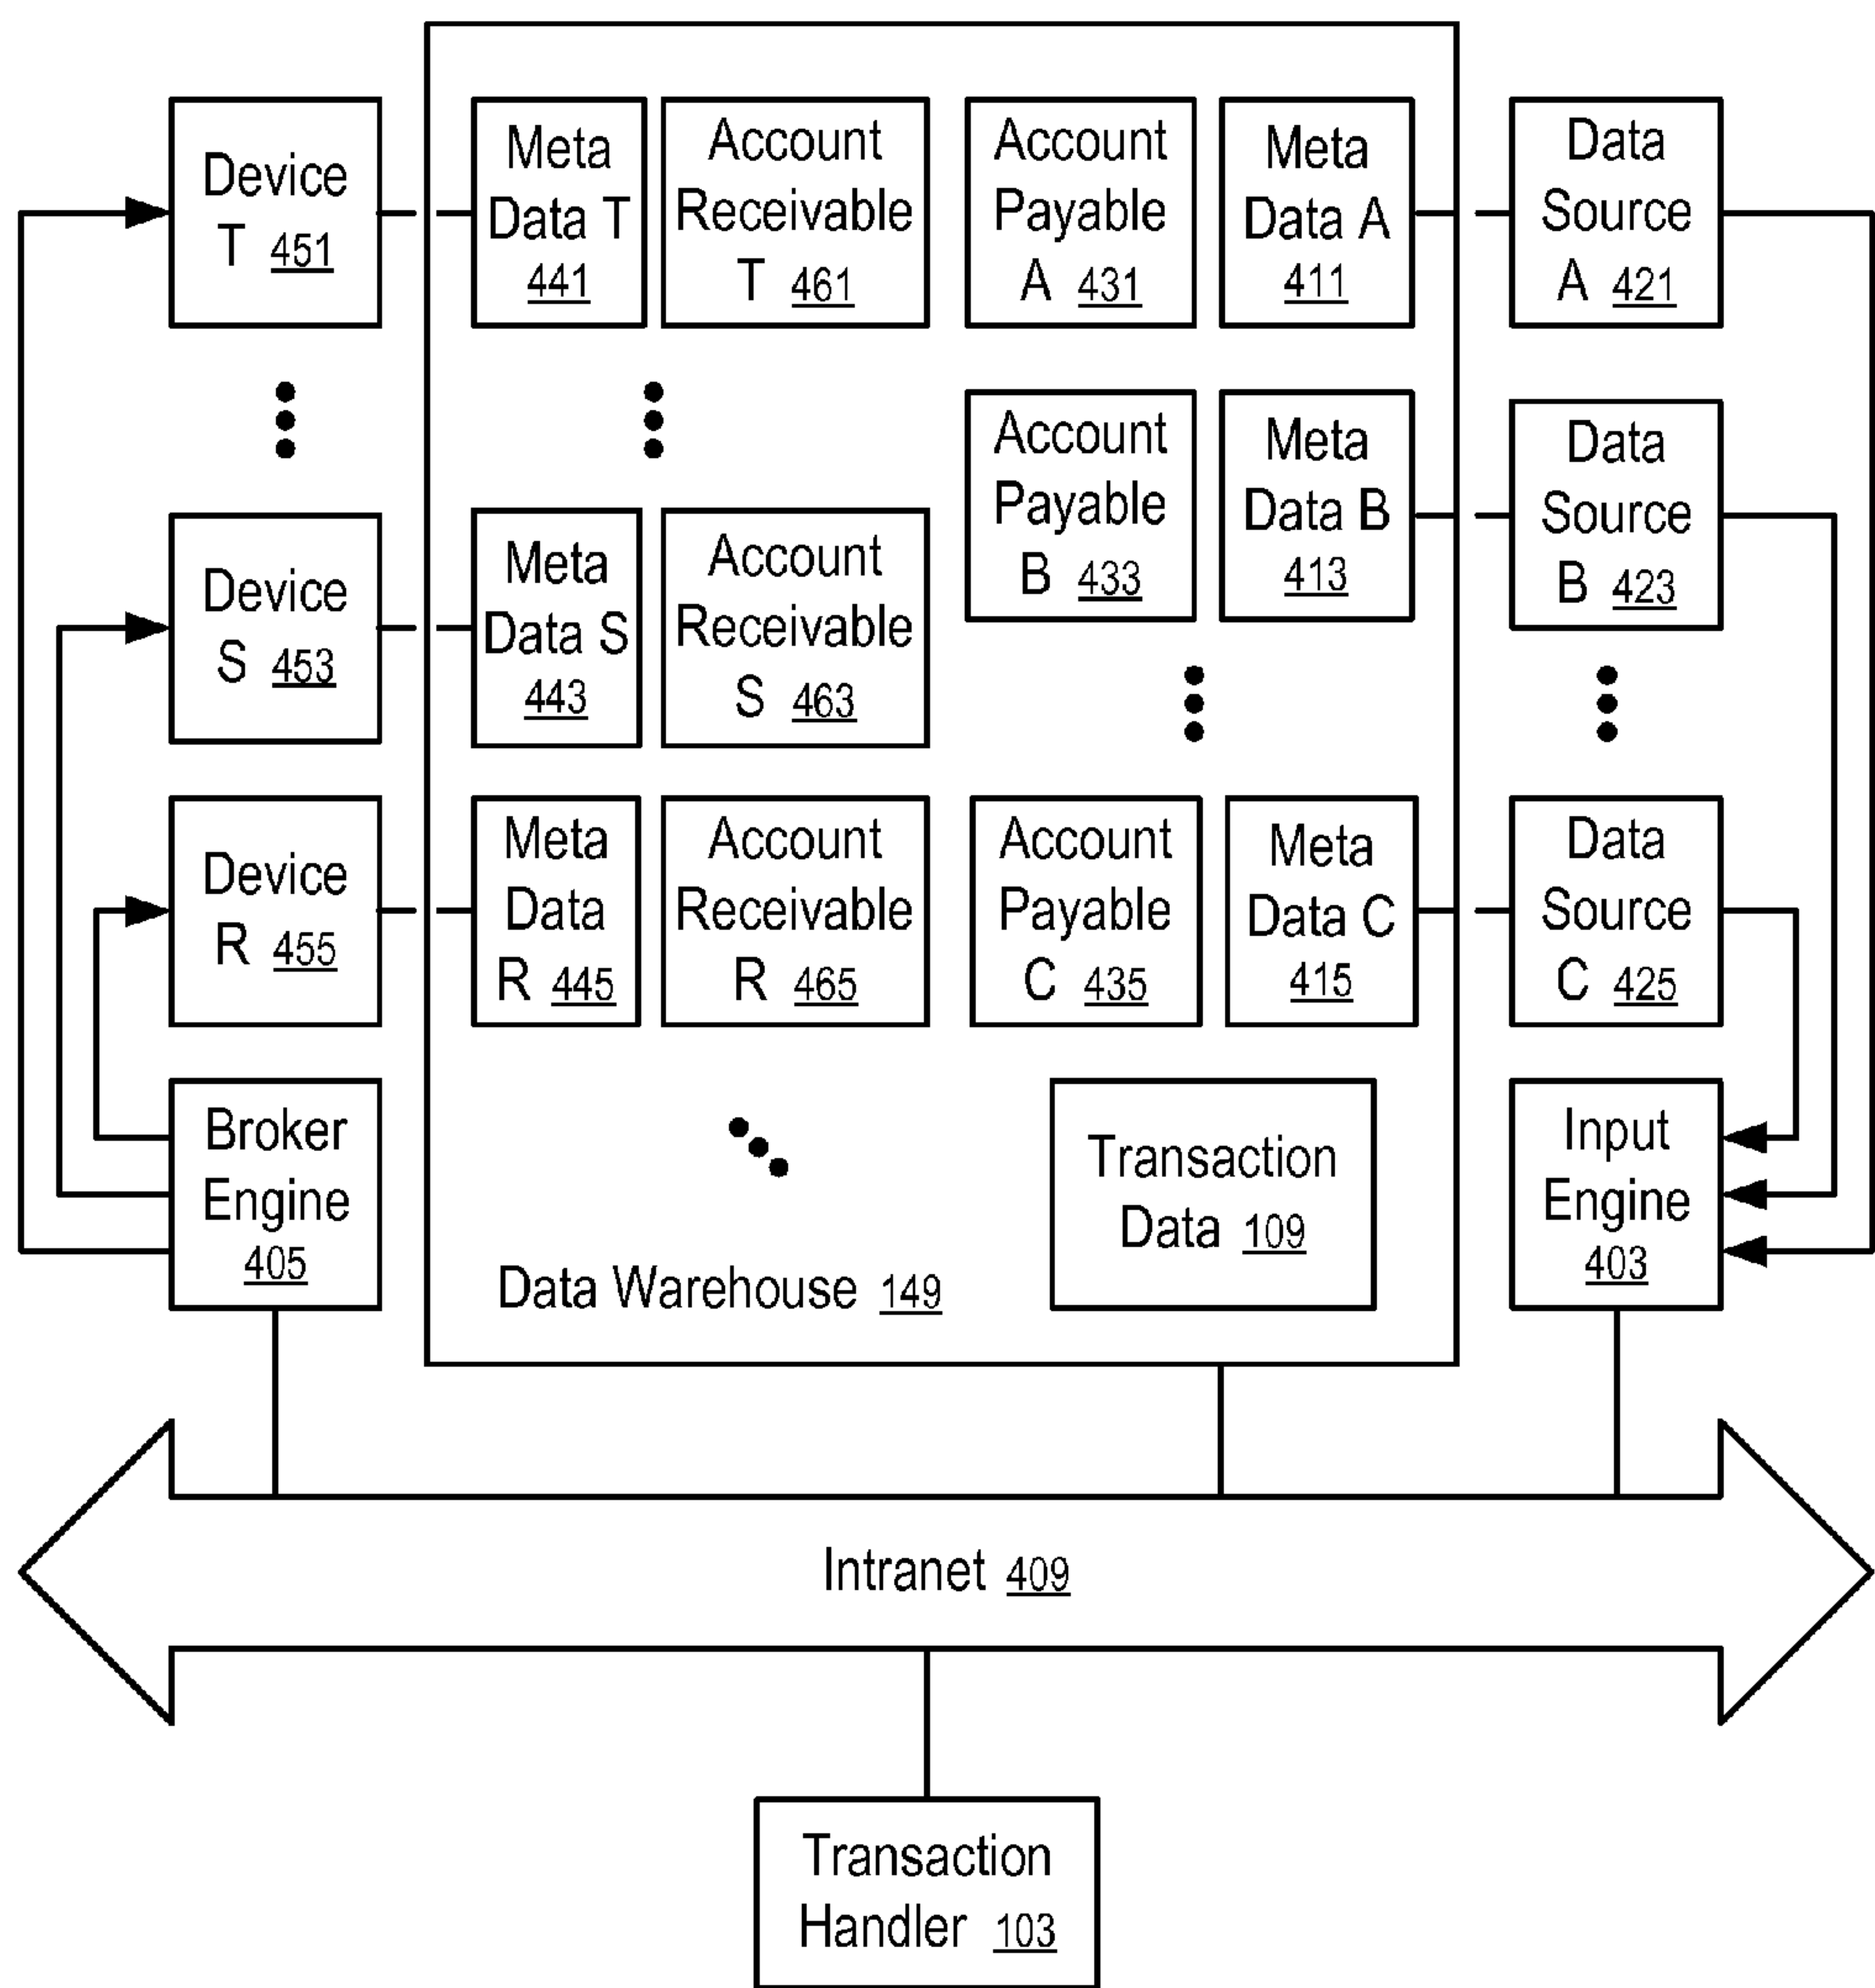 Device
T 451
Meta
Data T
441
Account
Receivable
T 461
Account
Payable
A 431
Meta
Data A
411
Data
Source
A 421
Account
Payable
B 433
Meta
Data B
413
Data
Source
B 423
Device
S 453
Meta
Data S
443
Account
Receivable
S 463
Device
R 455
Meta
Data
R 445
Account
Receivable
R 465
Account
Payable
C 435
Meta
Data C
415
Data
Source
C 425
Broker
Engine
405
Transaction
Data 109
Input
Engine
403
Data Warehouse 149
Intranet 409
Transaction
Handler 103